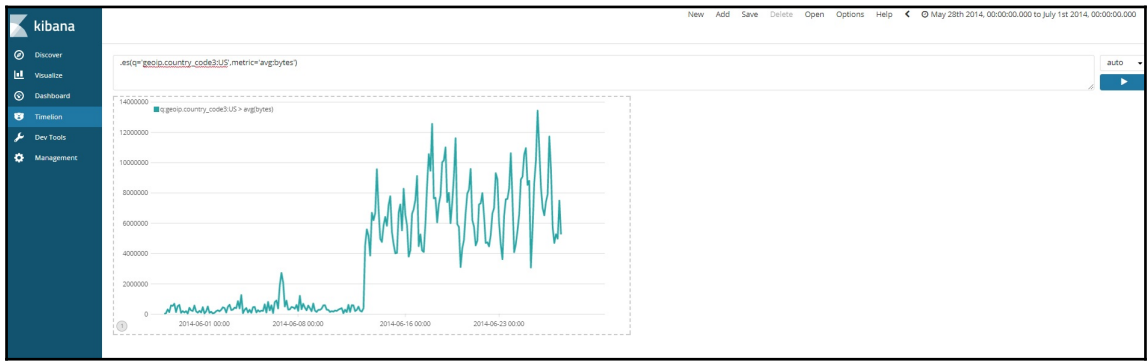 kibana
New Add Save Delete Open Options Help May 28th 2014, 00:00:00.000 to July 1st 2014, 00:00:00.000
Discover
Visualize
Dashboard
Timelion
Dev Tools
Management
.es(q='geoip.country_code3:US',metric='avg:bytes')
auto
q:geoip.country_code3:US > avg(bytes)
14000000
12000000
10000000
8000000
6000000
4000000
2000000
0
2014-06-01 00:00 2014-06-08 00:00 2014-06-16 00:00 2014-06-23 00:00
1